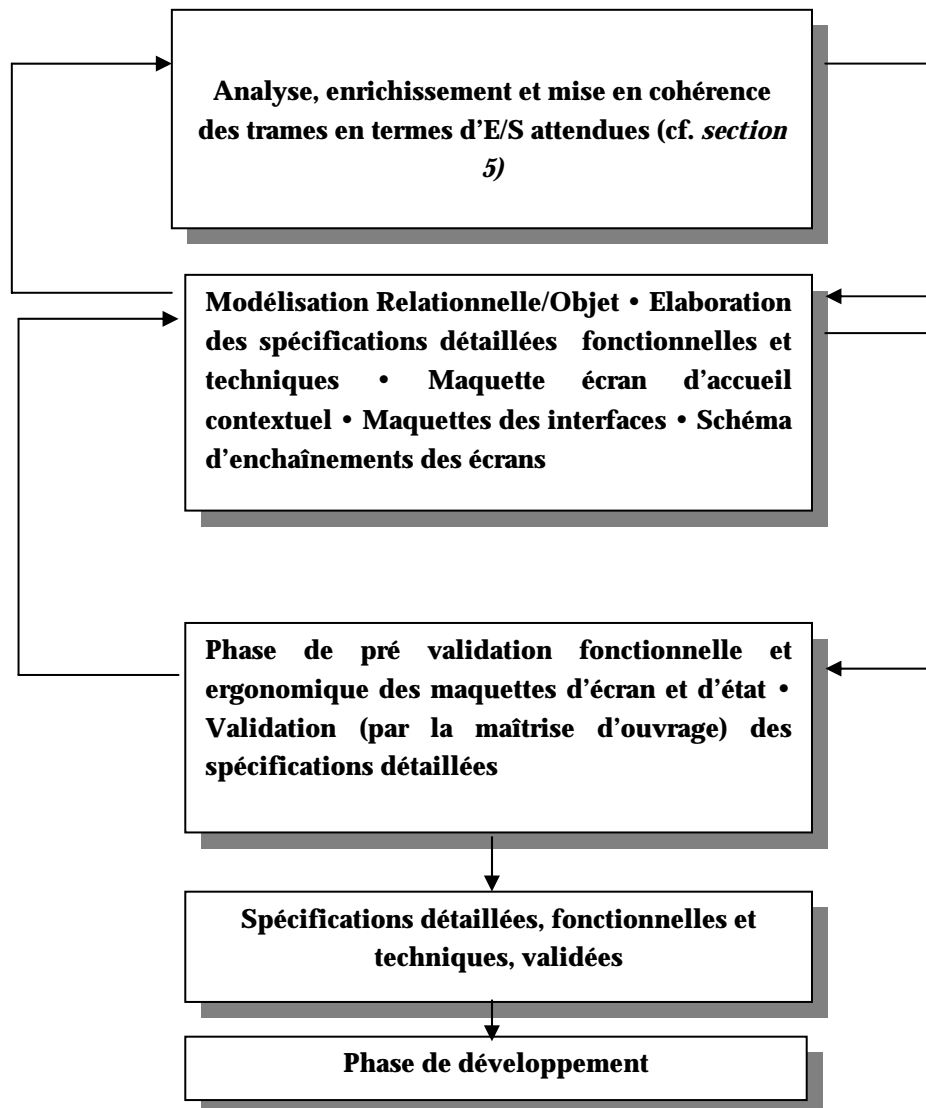 Analyse, enrichissement et mise en cohérence
des trames en termes d’E/S attendues (cf. section
5)
Modélisation Relationnelle/Objet • Elaboration
des spécifications détaillées fonctionnelles et
techniques • Maquette écran d’accueil
contextuel • Maquettes des interfaces • Schéma
d’enchaînements des écrans
Phase de pré validation fonctionnelle et
ergonomique des maquettes d’écran et d’état •
Validation (par la maîtrise d’ouvrage) des
spécifications détaillées
Spécifications détaillées, fonctionnelles et
techniques, validées
Phase de développement